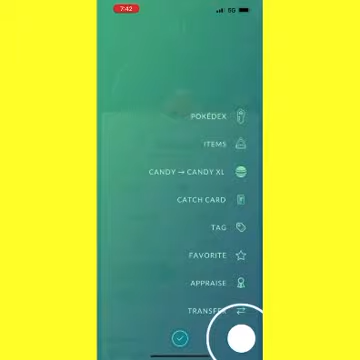 7:42
5G
POKÉDEX
ITEMS
CANDY → CANDY XL
CATCH CARD
TAG
FAVORITE
APPRAISE
TRANSFER